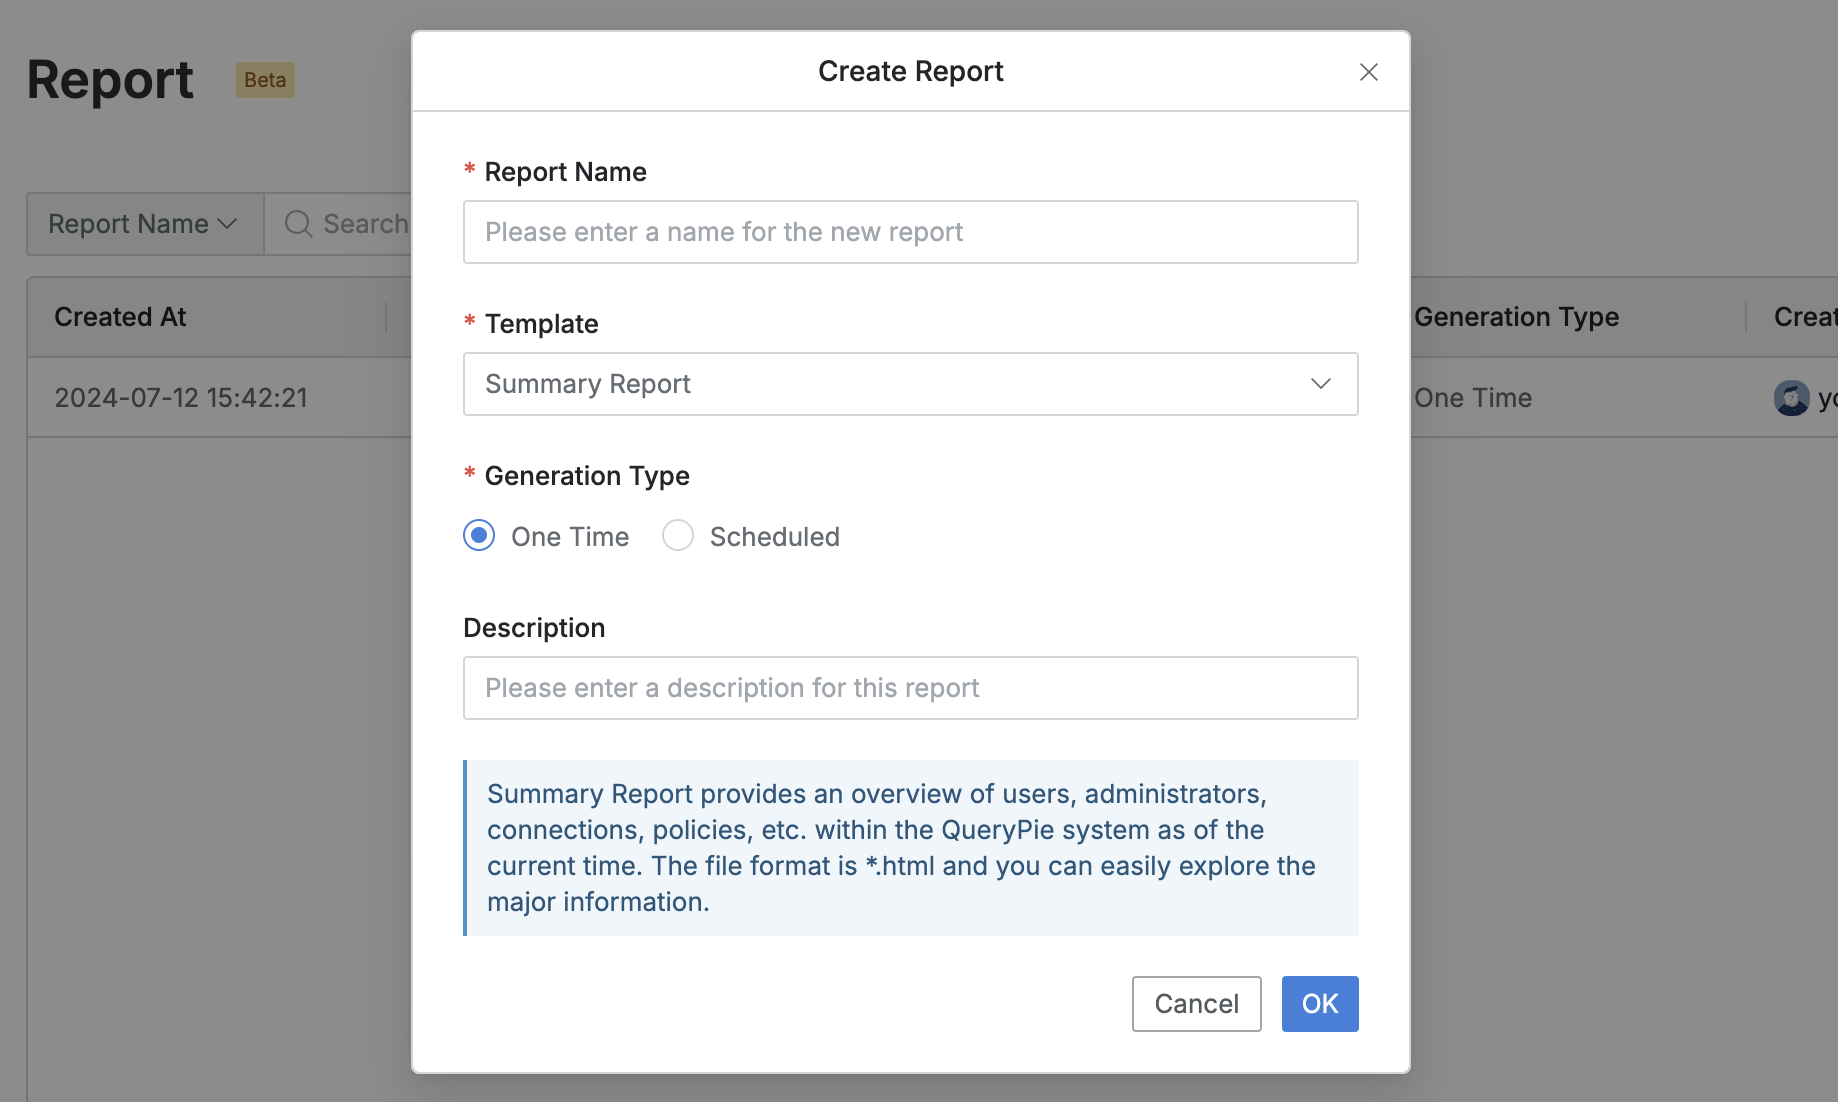 Report
Beta
Report Name
Search
Created At
Generation Type
2024-07-12 15:42:21
One Time
Create Report
* Report Name
Please enter a name for the new report
* Template
Summary Report
* Generation Type
One Time Scheduled
Description
Please enter a description for this report
Summary Report provides an overview of users, administrators,
connections, policies, etc. within the QueryPie system as of the
current time. The file format is *.html and you can easily explore the
major information.
Cancel OK